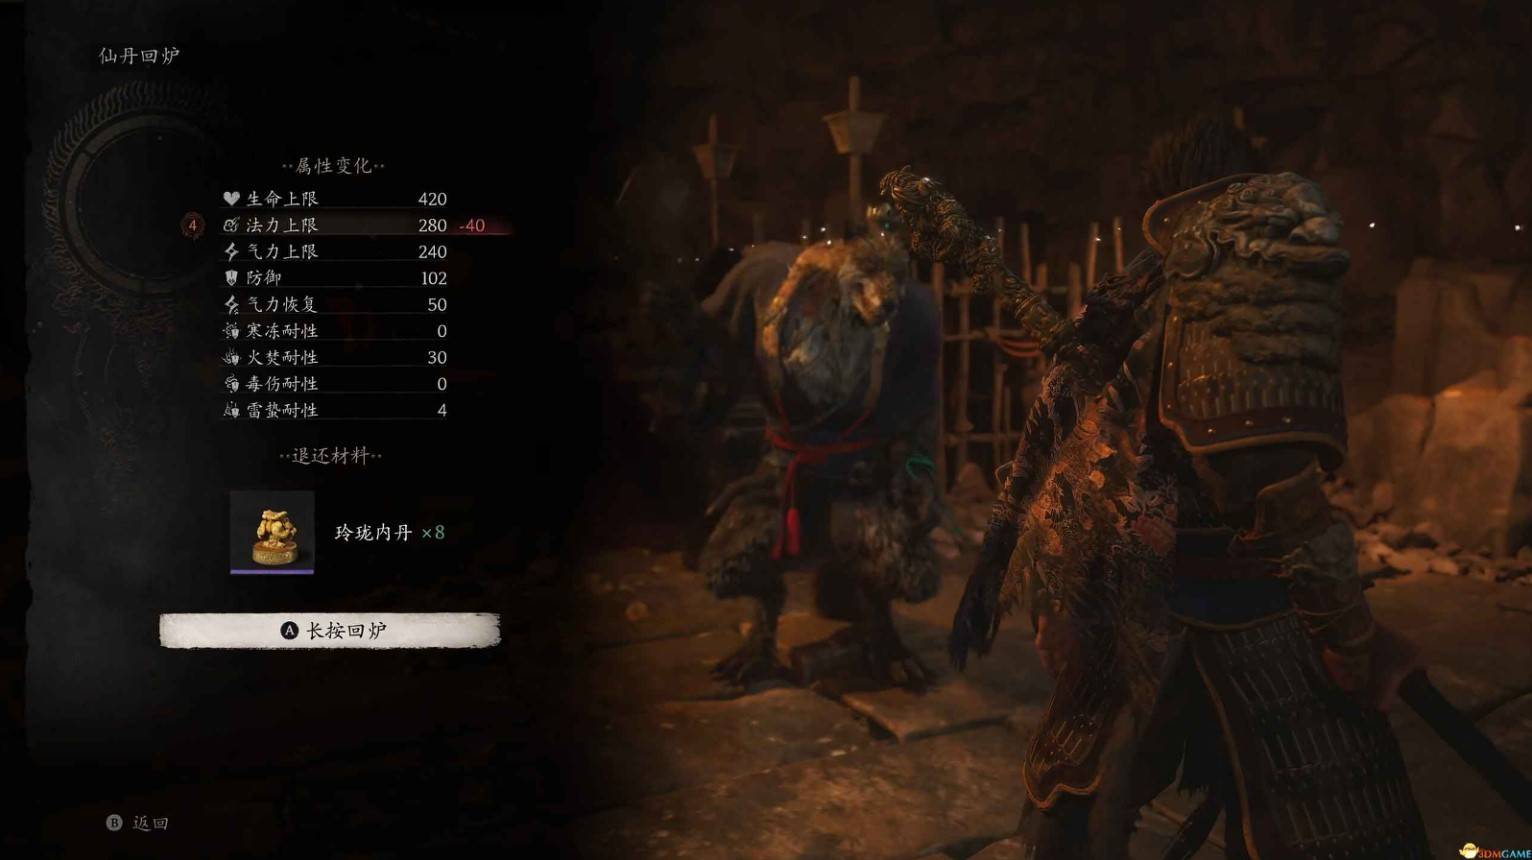 仙丹回炉
属性变化
生命上限 420
4 法力上限 280 -40
气力上限 240
防御 102
气力恢复 50
寒冻耐性 0
火焚耐性 30
毒伤耐性 0
雷蛰耐性 4
退还材料
玲珑内丹 ×8
A 长按回炉
B 返回
3DMGAME